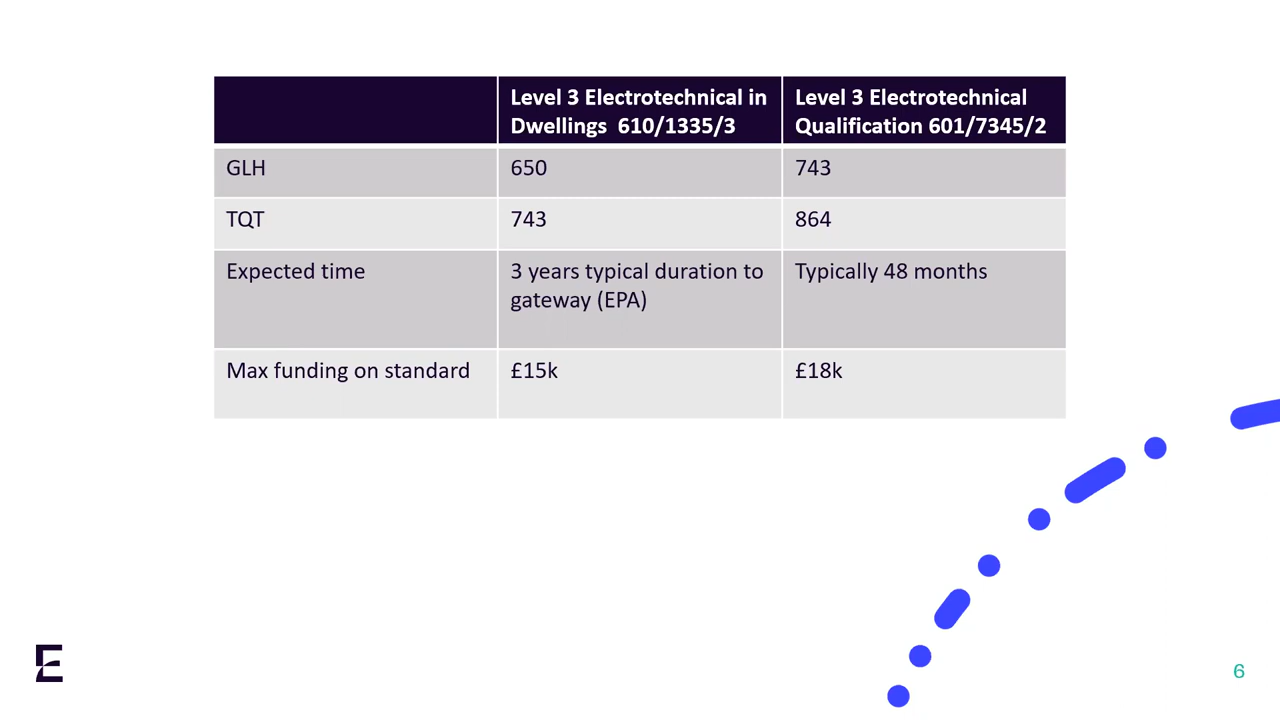 Level 3 Electrotechnical in
Dwellings  610/1335/3
Level 3 Electrotechnical
Qualification 601/7345/2
GLH
650
743
TQT
743
864
Expected time
3 years typical duration to
gateway (EPA)
Typically 48 months
Max funding on standard
£15k
£18k
E
6